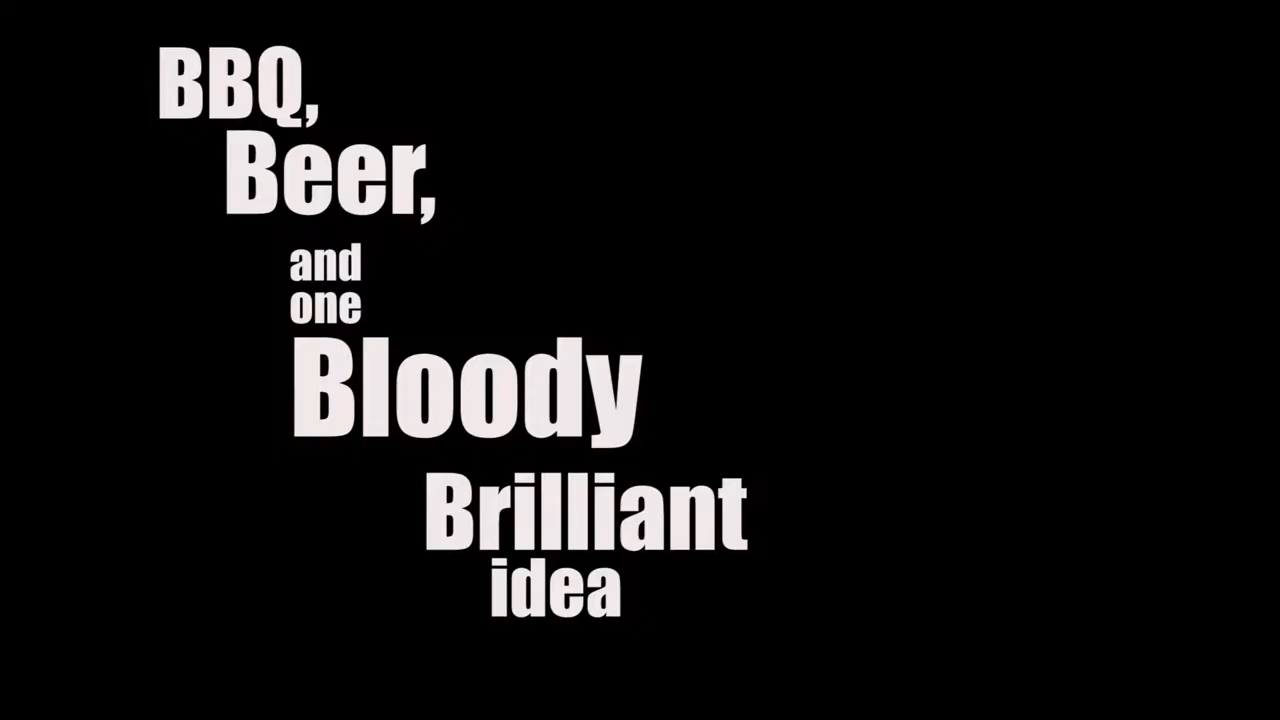 BBQ,
Beer,
and
one
Bloody
Brilliant
idea